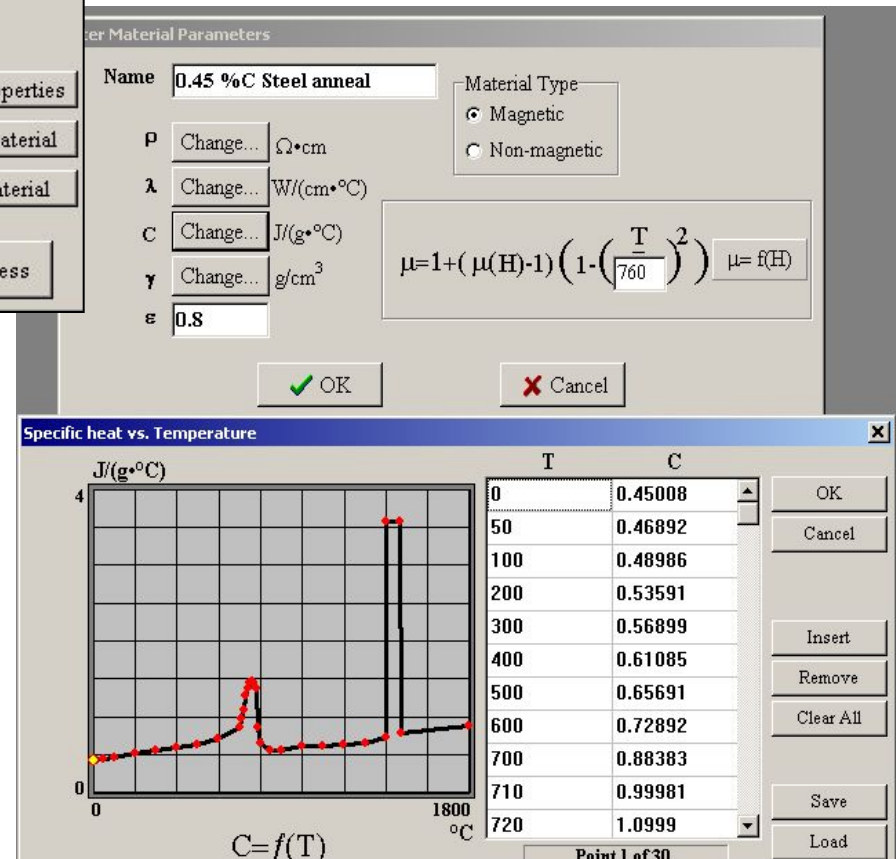 perties
aterial
aterial
ess
er Material Parameters
Name 0.45 %C Steel anneal
Material Type
Magnetic
Non-magnetic
ρ Change... Ω•cm
λ Change... W/(cm•°C)
C Change... J/(g•°C)
γ Change... g/cm³
ε 0.8
μ=1+( μ(H)-1) (1-(T/760)²) μ= f(H)
OK Cancel
Specific heat vs. Temperature
J/(g•°C)
4
0
0 1800
°C
C=f(T)
T C
0 0.45008
50 0.46892
100 0.48986
200 0.53591
300 0.56899
400 0.61085
500 0.65691
600 0.72892
700 0.88383
710 0.99981
720 1.0999
Point 1 of 30
OK
Cancel
Insert
Remove
Clear All
Save
Load